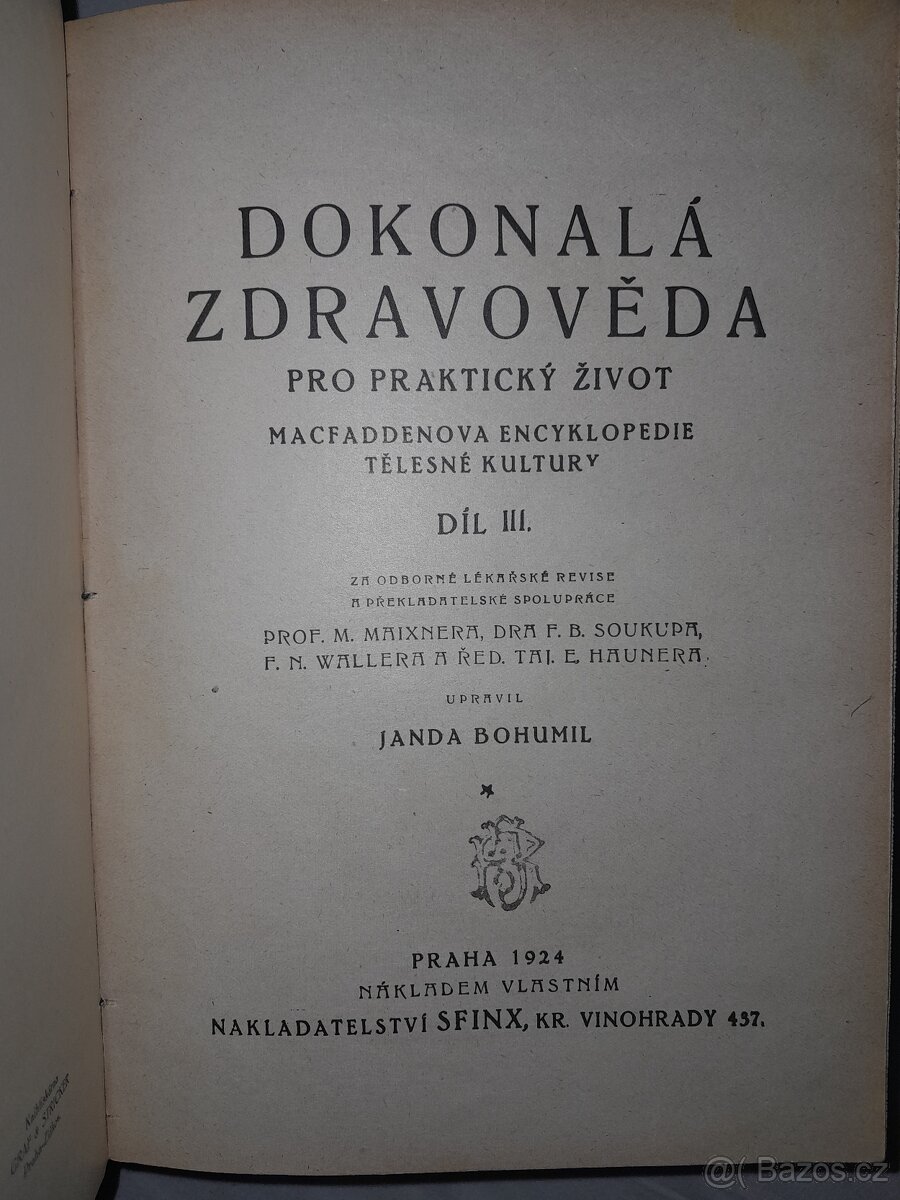 DOKONALÁ
ZDRAVOVĚDA
PRO PRAKTICKÝ ŽIVOT
MACFADDENOVA ENCYKLOPEDIE
TĚLESNÉ KULTURY
DÍL III.
ZA ODBORNÉ LÉKAŘSKÉ REVISE
A PŘEKLADATELSKÉ SPOLUPRÁCE
PROF. M. MAIXNERA, DRA F. B. SOUKUPA,
F. N. WALLERA A ŘED. TAJ. E. HAUNERA.
UPRAVIL
JANDA BOHUMIL
PRAHA 1924
NÁKLADEM VLASTNÍM
NAKLADATELSTVÍ SFINX, KR. VINOHRADY 437.
@( Bazos.cz